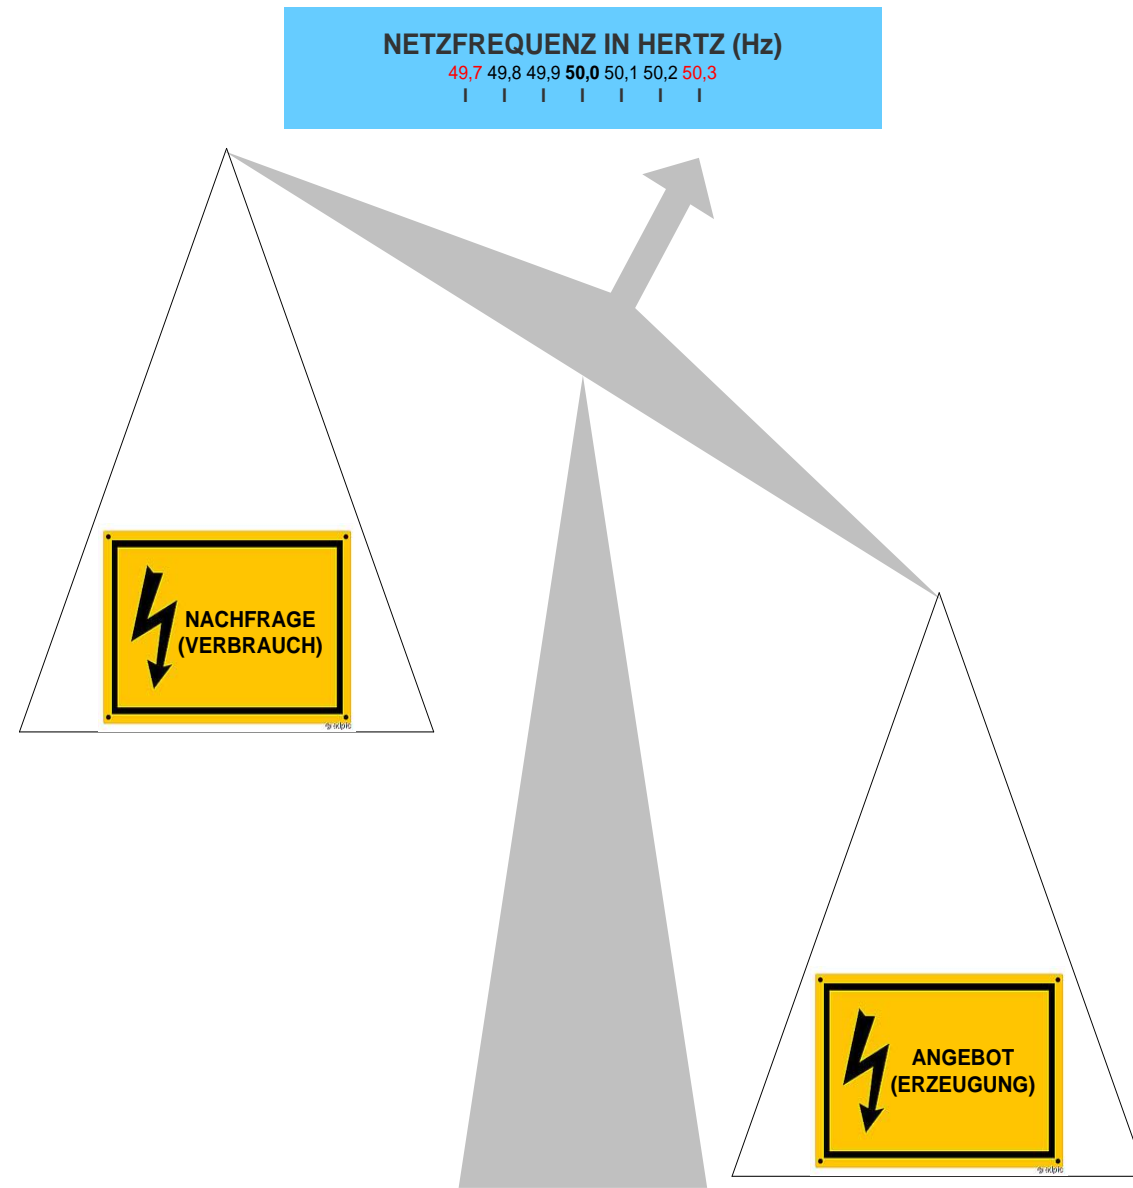 NETZFREQUENZ IN HERTZ (Hz)
49,7 49,8 49,9 50,0 50,1 50,2 50,3
NACHFRAGE
(VERBRAUCH)
ANGEBOT
(ERZEUGUNG)